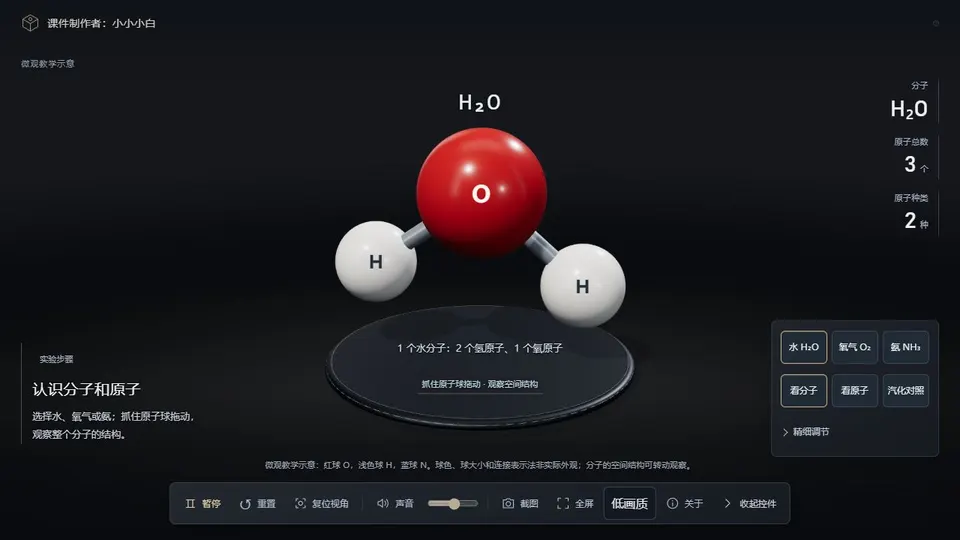 课件制作者：小小小白
微观教学示意
H₂O
O
H
H
1 个水分子：2 个氢原子、1 个氧原子
抓住原子球拖动 · 观察空间结构
分子
H₂O
原子总数
3 个
原子种类
2 种
实验步骤
认识分子和原子
选择水、氧气或氨；抓住原子球拖动，
观察整个分子的结构。
水 H₂O
氧气 O₂
氨 NH₃
看分子
看原子
汽化对照
精细调节
微观教学示意：红球 O，浅色球 H，蓝球 N。球色、球大小和连接表示法非实际外观；分子的空间结构可转动观察。
暂停
重置
复位视角
声音
截图
全屏
低画质
关于
收起控件